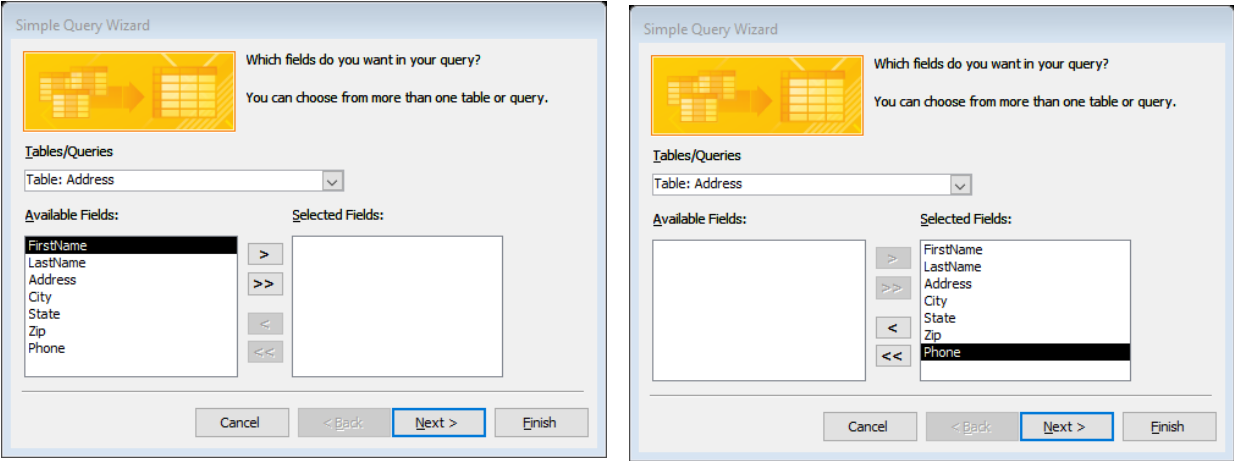 Simple Query Wizard
Which fields do you want in your query?
You can choose from more than one table or query.
Tables/Queries
Table: Address
Available Fields:
Selected Fields:
FirstName
LastName
Address
City
State
Zip
Phone
>
>>
<
<<
Cancel
< Back
Next >
Finish
Simple Query Wizard
Which fields do you want in your query?
You can choose from more than one table or query.
Tables/Queries
Table: Address
Available Fields:
Selected Fields:
>
>>
<
<<
FirstName
LastName
Address
City
State
Zip
Phone
Cancel
< Back
Next >
Finish